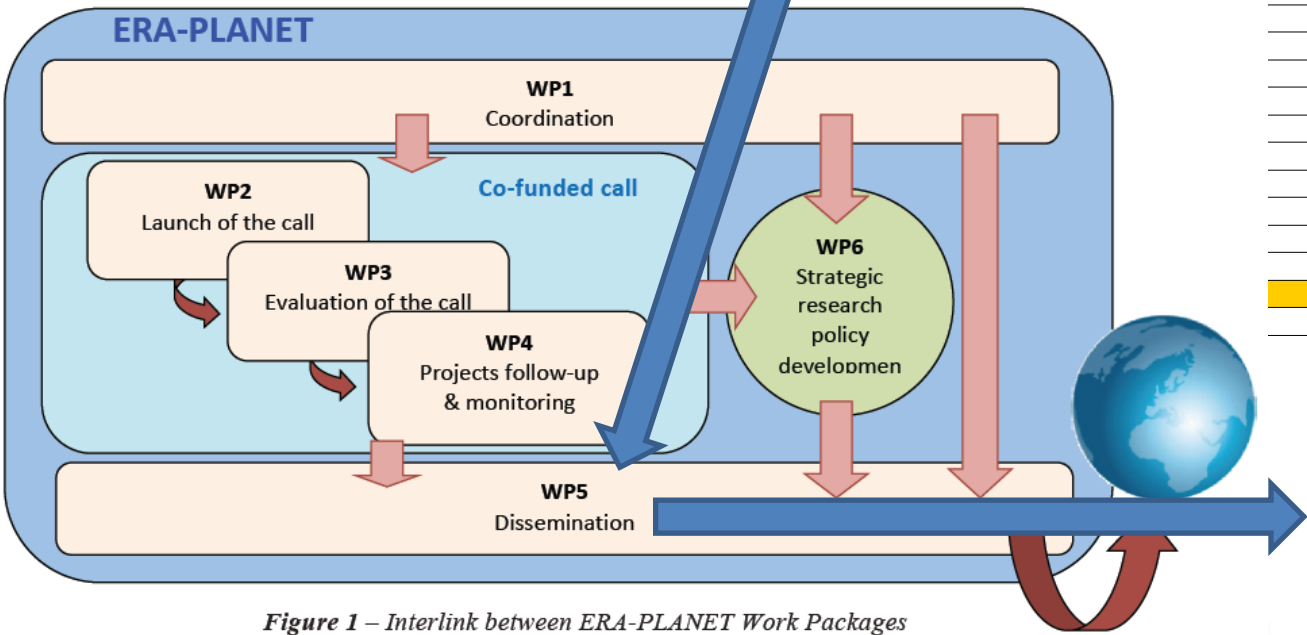 ERA-PLANET
WP1
Coordination
Co-funded call
WP2
Launch of the call
WP3
Evaluation of the call
WP4
Projects follow-up
& monitoring
WP6
Strategic
research
policy
developmen
WP5
Dissemination
Figure 1 – Interlink between ERA-PLANET Work Packages